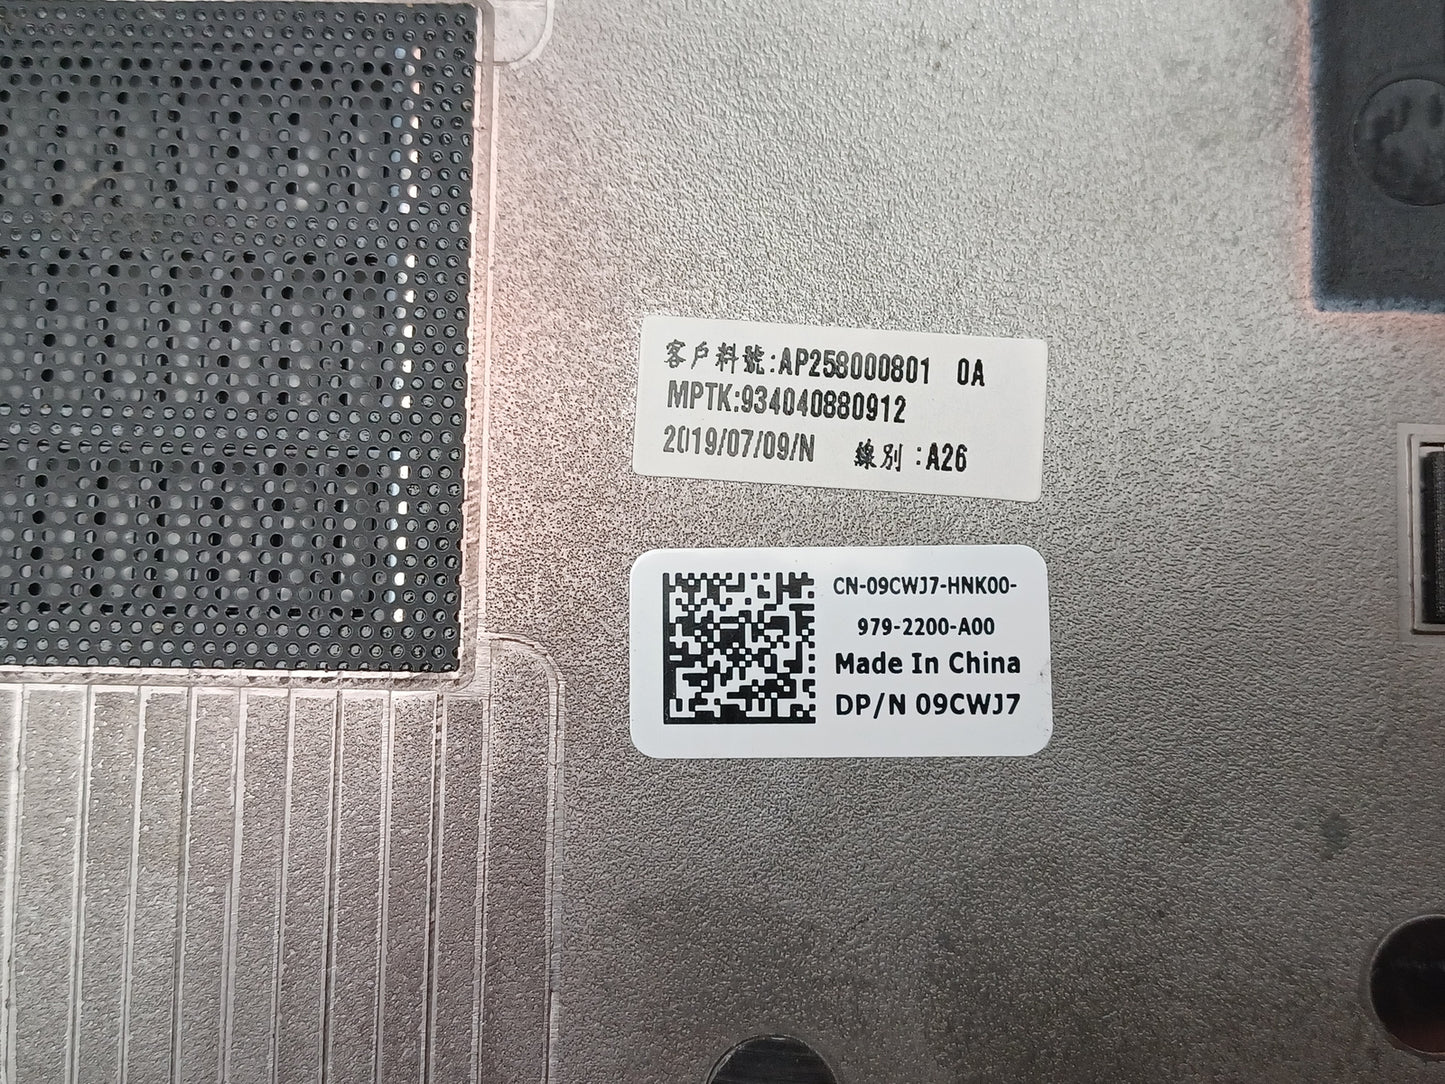 客戶料號:AP258000801 0A
MPTK:934040880912
2019/07/09/N 線別:A26
CN-09CWJ7-HNK00-
979-2200-A00
Made In China
DP/N 09CWJ7